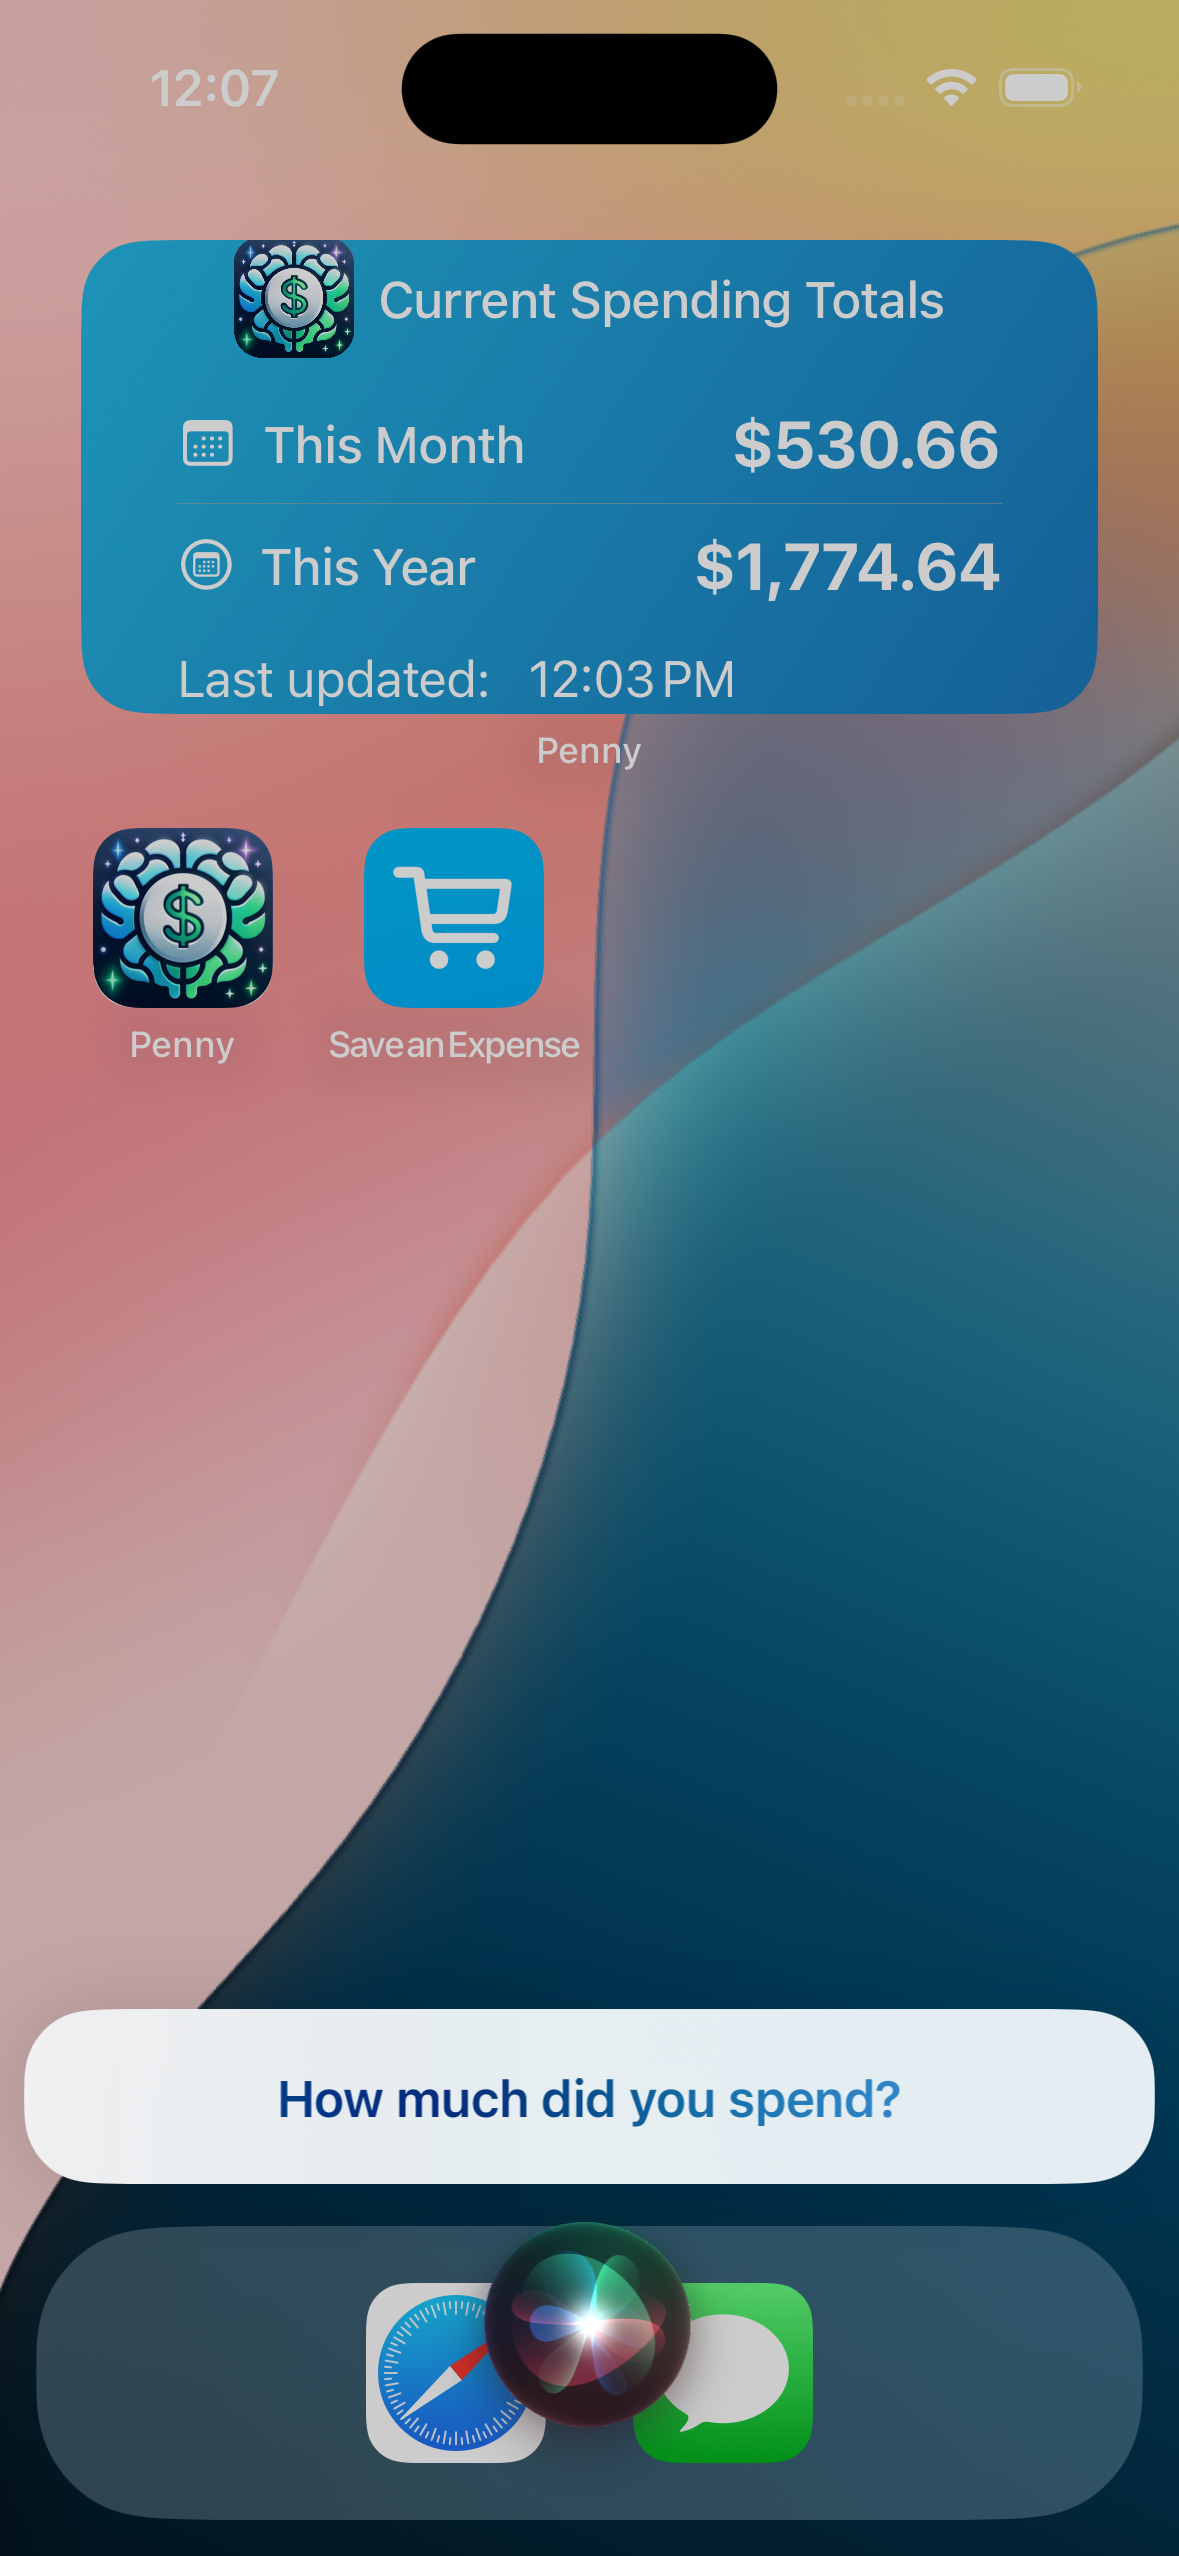 12:07
Current Spending Totals
This Month $530.66
This Year $1,774.64
Last updated: 12:03 PM
Penny
Penny Save an Expense
How much did you spend?